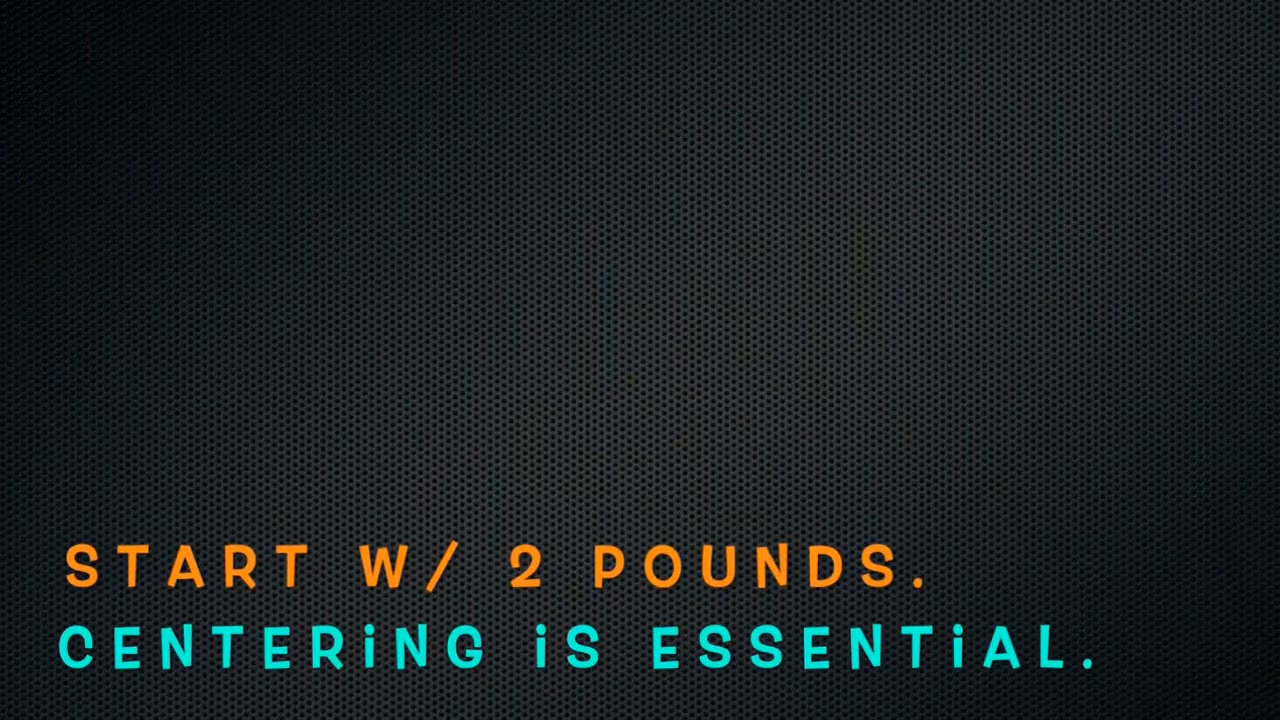 START W/ 2 POUNDS.
CENTERiNG iS ESSENTiAL.